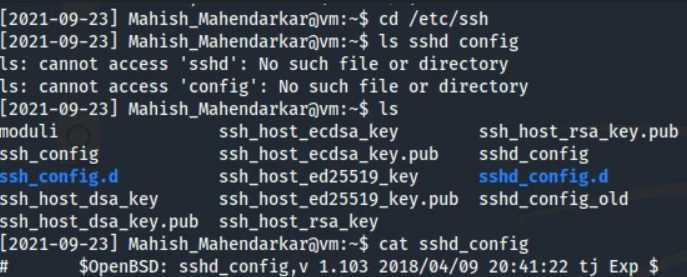 [2021-09-23] Mahish_Mahendarkar@vm:~$ cd /etc/ssh
[2021-09-23] Mahish_Mahendarkar@vm:~$ ls sshd config
ls: cannot access 'sshd': No such file or directory
ls: cannot access 'config': No such file or directory
[2021-09-23] Mahish_Mahendarkar@vm:~$ ls
moduli ssh_host_ecdsa_key ssh_host_rsa_key.pub
ssh_config ssh_host_ecdsa_key.pub sshd_config
ssh_config.d ssh_host_ed25519_key sshd_config.d
ssh_host_dsa_key ssh_host_ed25519_key.pub sshd_config_old
ssh_host_dsa_key.pub ssh_host_rsa_key
[2021-09-23] Mahish_Mahendarkar@vm:~$ cat sshd_config
# $OpenBSD: sshd_config,v 1.103 2018/04/09 20:41:22 tj Exp $